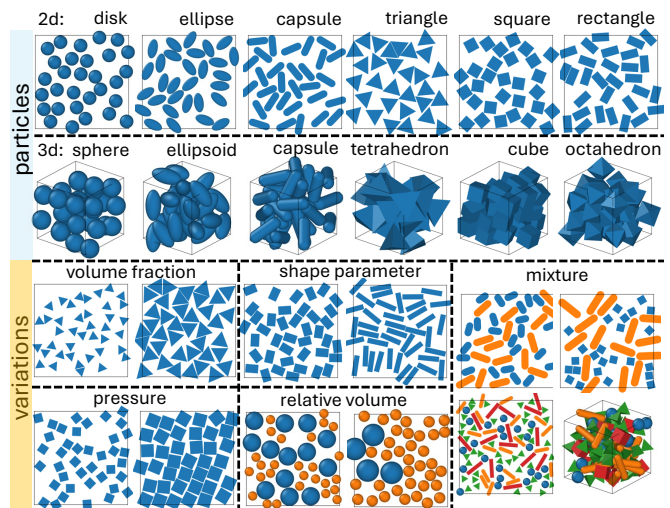 2d: disk ellipse capsule triangle square rectangle
particles
3d: sphere ellipsoid capsule tetrahedron cube octahedron
variations
volume fraction shape parameter mixture
pressure relative volume